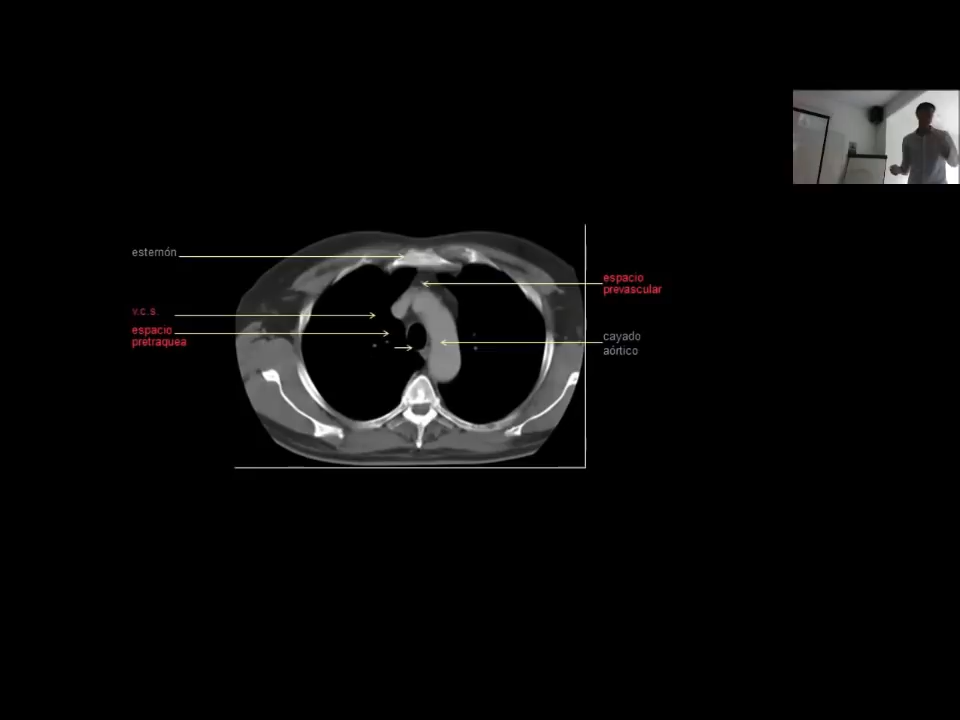 esternón
v.c.s.
espacio
pretraquea
espacio
prevascular
cayado
aórtico